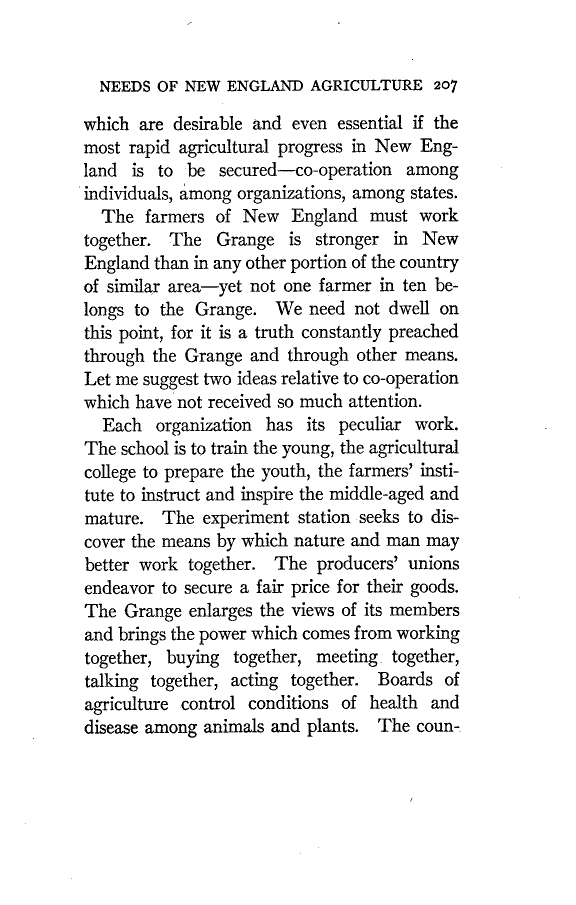 NEEDS OF NEW ENGLAND AGRICULTURE 207
which are desirable and even essential if the
most rapid agricultural progress in New Eng-
land is to be secured—co-operation among
individuals, among organizations, among states.
The farmers of New England must work
together. The Grange is stronger in New
England than in any other portion of the country
of similar area—yet not one farmer in ten be-
longs to the Grange. We need not dwell on
this point, for it is a truth constantly preached
through the Grange and through other means.
Let me suggest two ideas relative to co-operation
which have not received so much attention.
Each organization has its peculiar work.
The school is to train the young, the agricultural
college to prepare the youth, the farmers' insti-
tute to instruct and inspire the middle-aged and
mature. The experiment station seeks to dis-
cover the means by which nature and man may
better work together. The producers' unions
endeavor to secure a fair price for their goods.
The Grange enlarges the views of its members
and brings the power which comes from working
together, buying together, meeting together,
talking together, acting together. Boards of
agriculture control conditions of health and
disease among animals and plants. The coun-